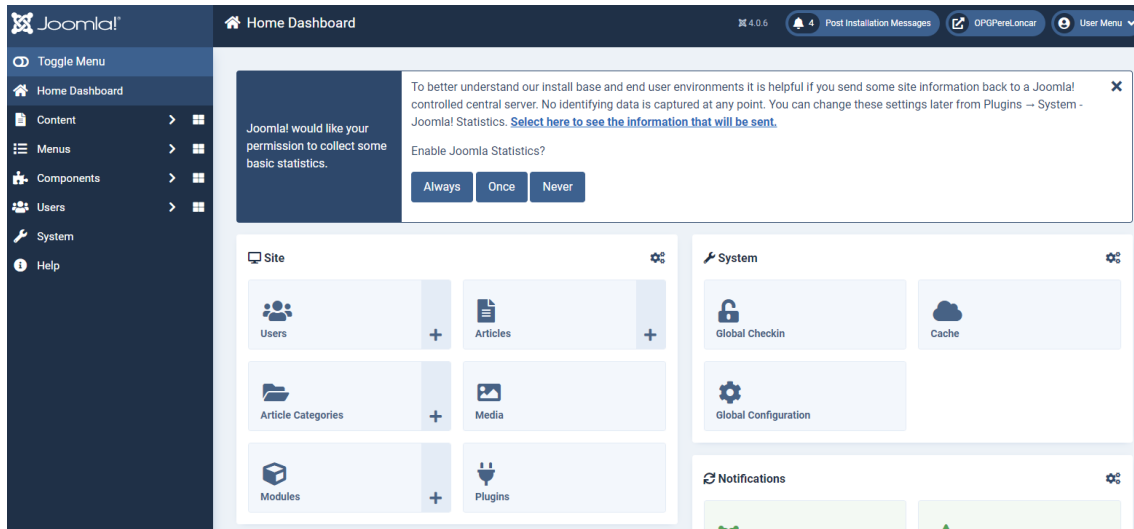 Joomla!®
Home Dashboard
4.0.6
4 Post Installation Messages
OPGPereLoncar
User Menu
Toggle Menu
Home Dashboard
Content
Menus
Components
Users
System
Help
Joomla! would like your
permission to collect some
basic statistics.
To better understand our install base and end user environments it is helpful if you send some site information back to a Joomla!
controlled central server. No identifying data is captured at any point. You can change these settings later from Plugins → System -
Joomla! Statistics. Select here to see the information that will be sent.
Enable Joomla Statistics?
Always Once Never
Site
Users
Articles
Article Categories
Media
Modules
Plugins
System
Global Checkin
Cache
Global Configuration
Notifications